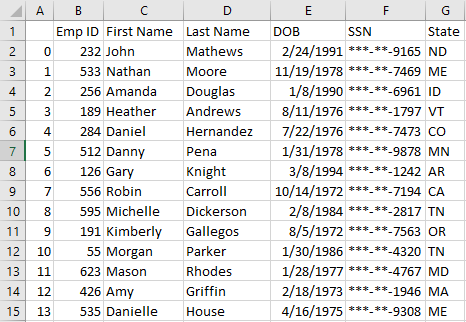 A B C D E F G
1 Emp ID First Name Last Name DOB SSN State
2 0 232 John Mathews 2/24/1991 ***-**-9165 ND
3 1 533 Nathan Moore 11/19/1978 ***-**-7469 ME
4 2 256 Amanda Douglas 1/8/1990 ***-**-6961 ID
5 3 189 Heather Andrews 8/11/1976 ***-**-1797 VT
6 4 284 Daniel Hernandez 7/22/1976 ***-**-7473 CO
7 5 512 Danny Pena 1/31/1978 ***-**-9878 MN
8 6 126 Gary Knight 3/8/1994 ***-**-1242 AR
9 7 556 Robin Carroll 10/14/1972 ***-**-7194 CA
10 8 595 Michelle Dickerson 2/8/1984 ***-**-2817 TN
11 9 191 Kimberly Gallegos 8/5/1972 ***-**-7563 OR
12 10 55 Morgan Parker 1/30/1986 ***-**-4320 TN
13 11 623 Mason Rhodes 1/28/1977 ***-**-4767 MD
14 12 426 Amy Griffin 2/18/1973 ***-**-1946 MA
15 13 535 Danielle House 4/16/1975 ***-**-9308 ME